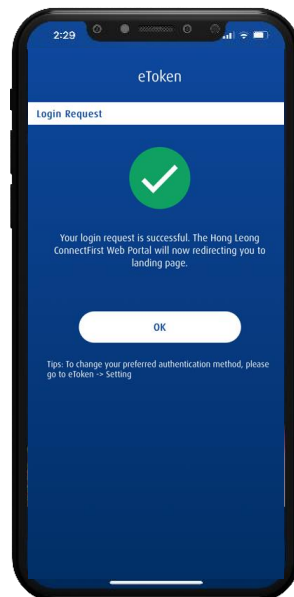 2:29
eToken
Login Request
Your login request is successful. The Hong Leong
ConnectFirst Web Portal will now redirecting you to
landing page.
OK
Tips: To change your preferred authentication method, please
go to eToken -> Setting